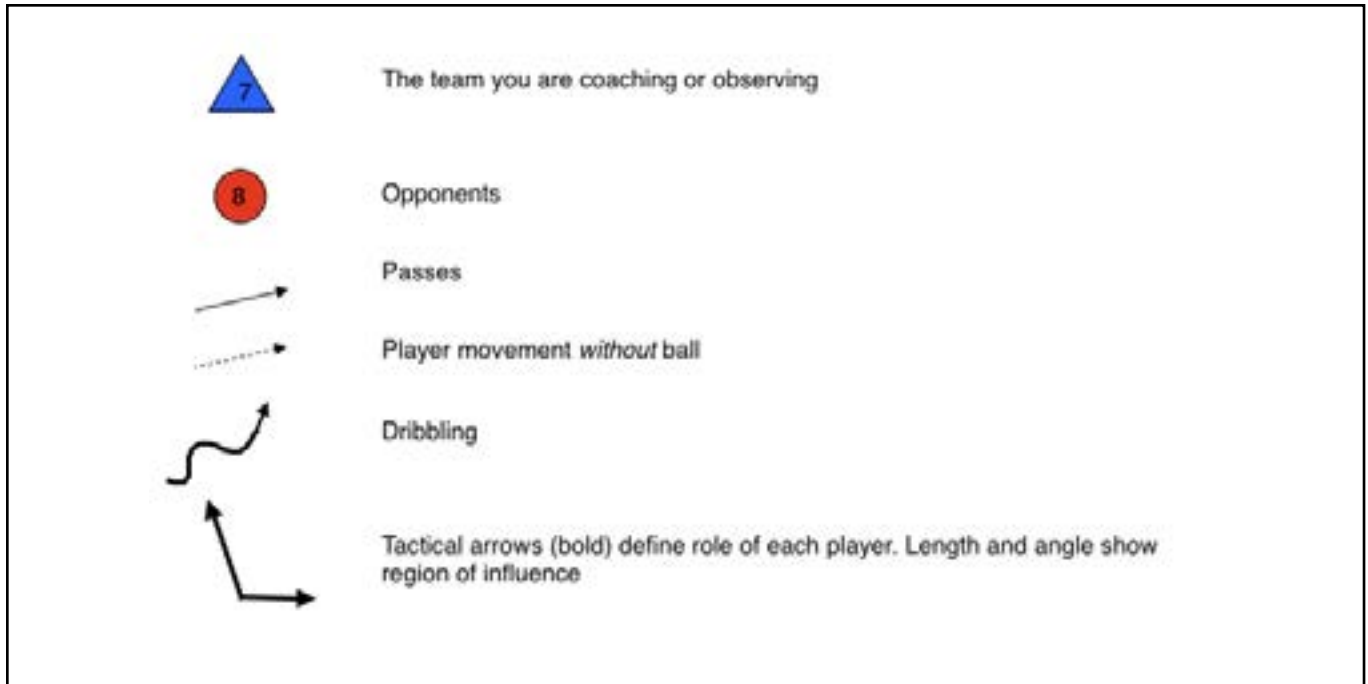 7
The team you are coaching or observing
8
Opponents
Passes
Player movement without ball
Dribbling
Tactical arrows (bold) define role of each player. Length and angle show
region of influence